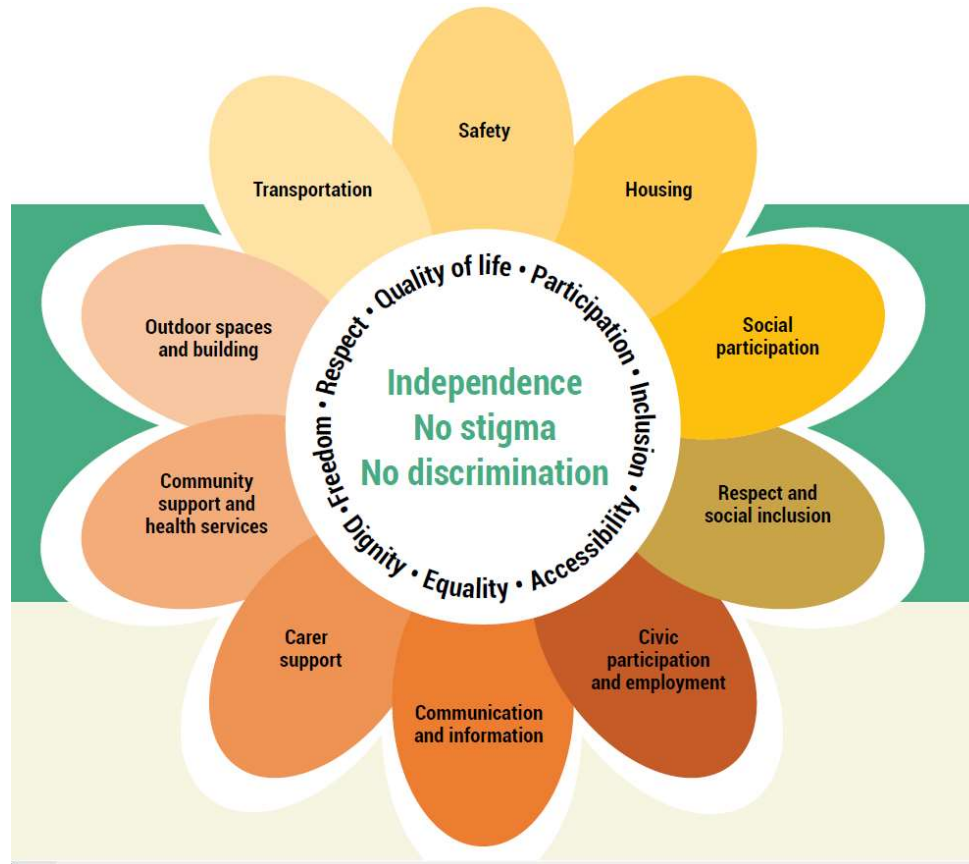 Safety
Housing
Social
participation
Respect and
social inclusion
Civic
participation
and employment
Communication
and information
Carer
support
Community
support and
health services
Outdoor spaces
and building
Transportation
Respect • Quality of life • Participation • Inclusion • Accessibility • Equality • Dignity • Freedom •
Independence
No stigma
No discrimination